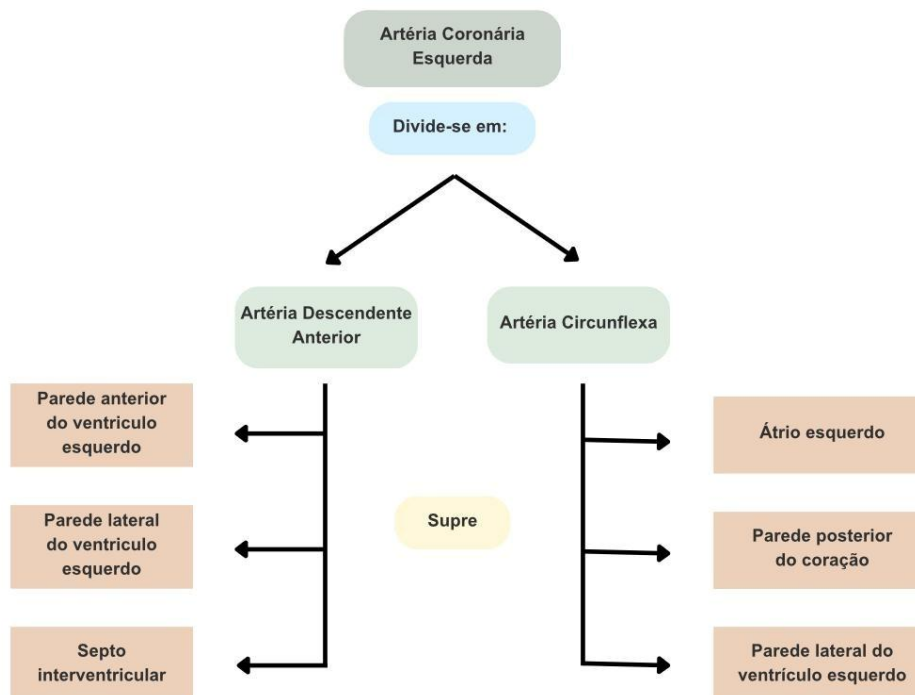 Artéria Coronária
Esquerda
Divide-se em:
Artéria Descendente
Anterior
Artéria Circunflexa
Parede anterior
do ventriculo
esquerdo
Átrio esquerdo
Parede lateral
do ventriculo
esquerdo
Supre
Parede posterior
do coração
Septo
interventricular
Parede lateral do
ventrículo esquerdo